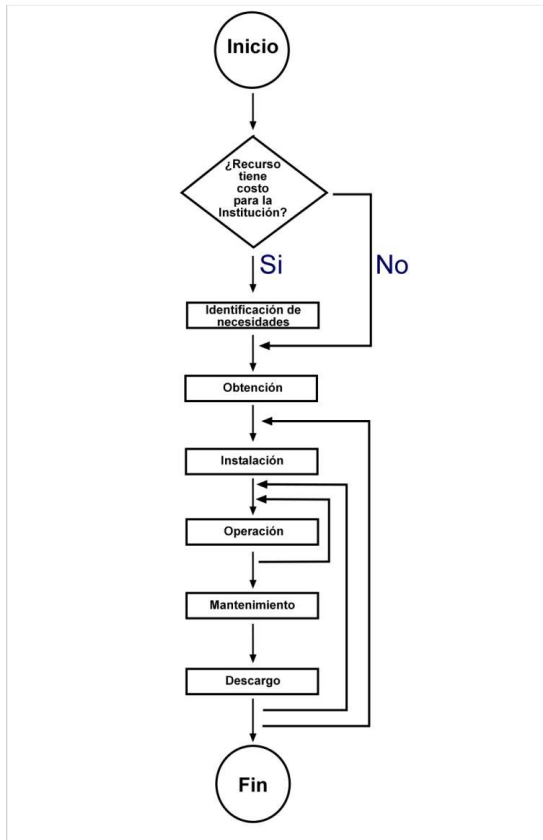 Inicio
¿Recurso
tiene
costo
para la
Institución?
Si
No
Identificación de
necesidades
Obtención
Instalación
Operación
Mantenimiento
Descargo
Fin